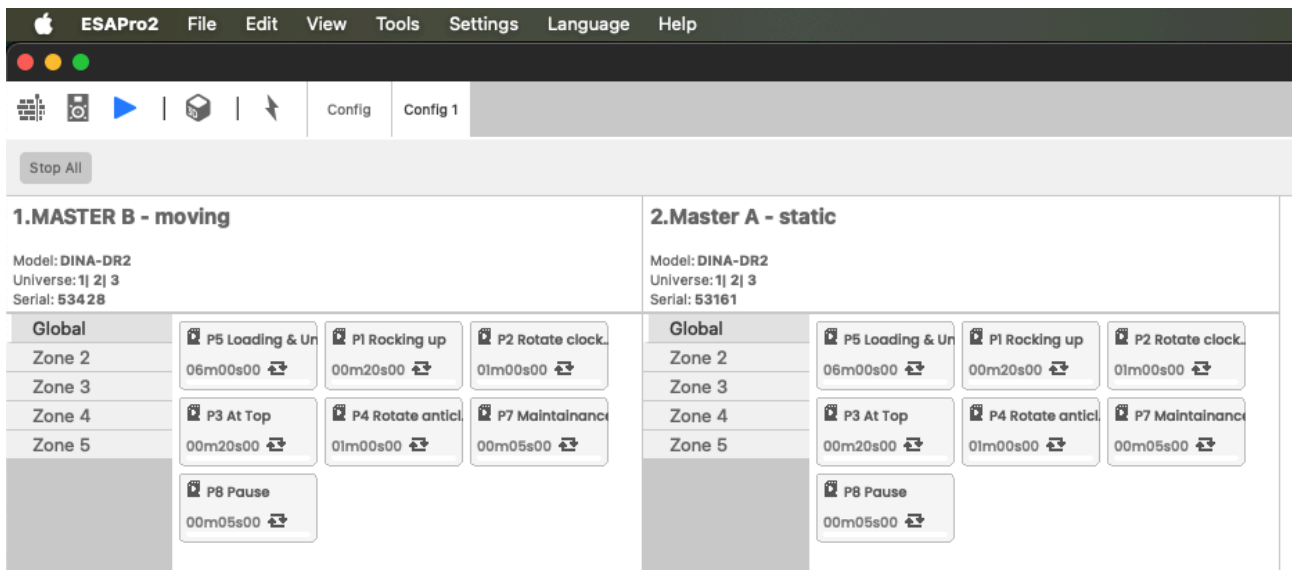 ESAPro2 File Edit View Tools Settings Language Help
Config Config 1
Stop All
1.MASTER B - moving
Model: DINA-DR2
Universe: 1| 2| 3
Serial: 53428
Global
Zone 2
Zone 3
Zone 4
Zone 5
P5 Loading & Un
06m00s00
P1 Rocking up
00m20s00
P2 Rotate clock..
01m00s00
P3 At Top
00m20s00
P4 Rotate anticl.
01m00s00
P7 Maintainance
00m05s00
P8 Pause
00m05s00
2.Master A - static
Model: DINA-DR2
Universe: 1| 2| 3
Serial: 53161
Global
Zone 2
Zone 3
Zone 4
Zone 5
P5 Loading & Un
06m00s00
P1 Rocking up
00m20s00
P2 Rotate clock..
01m00s00
P3 At Top
00m20s00
P4 Rotate anticl.
01m00s00
P7 Maintainance
00m05s00
P8 Pause
00m05s00